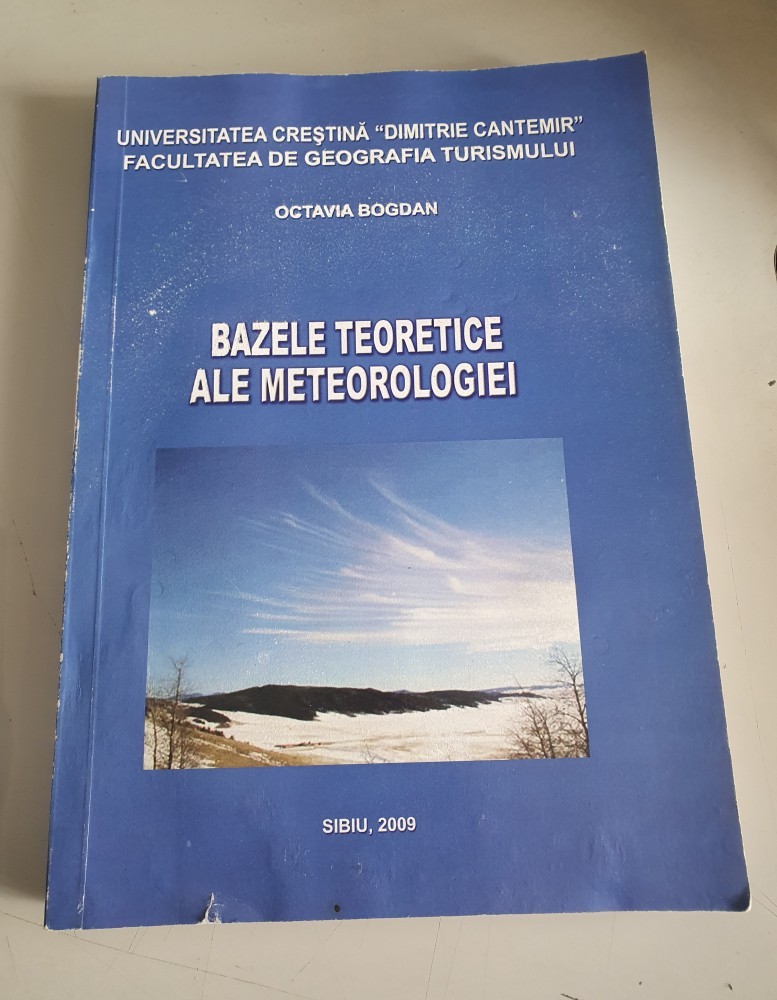 UNIVERSITATEA CREŞTINĂ “DIMITRIE CANTEMIR”
FACULTATEA DE GEOGRAFIA TURISMULUI
OCTAVIA BOGDAN
BAZELE TEORETICE
ALE METEOROLOGIEI
SIBIU, 2009